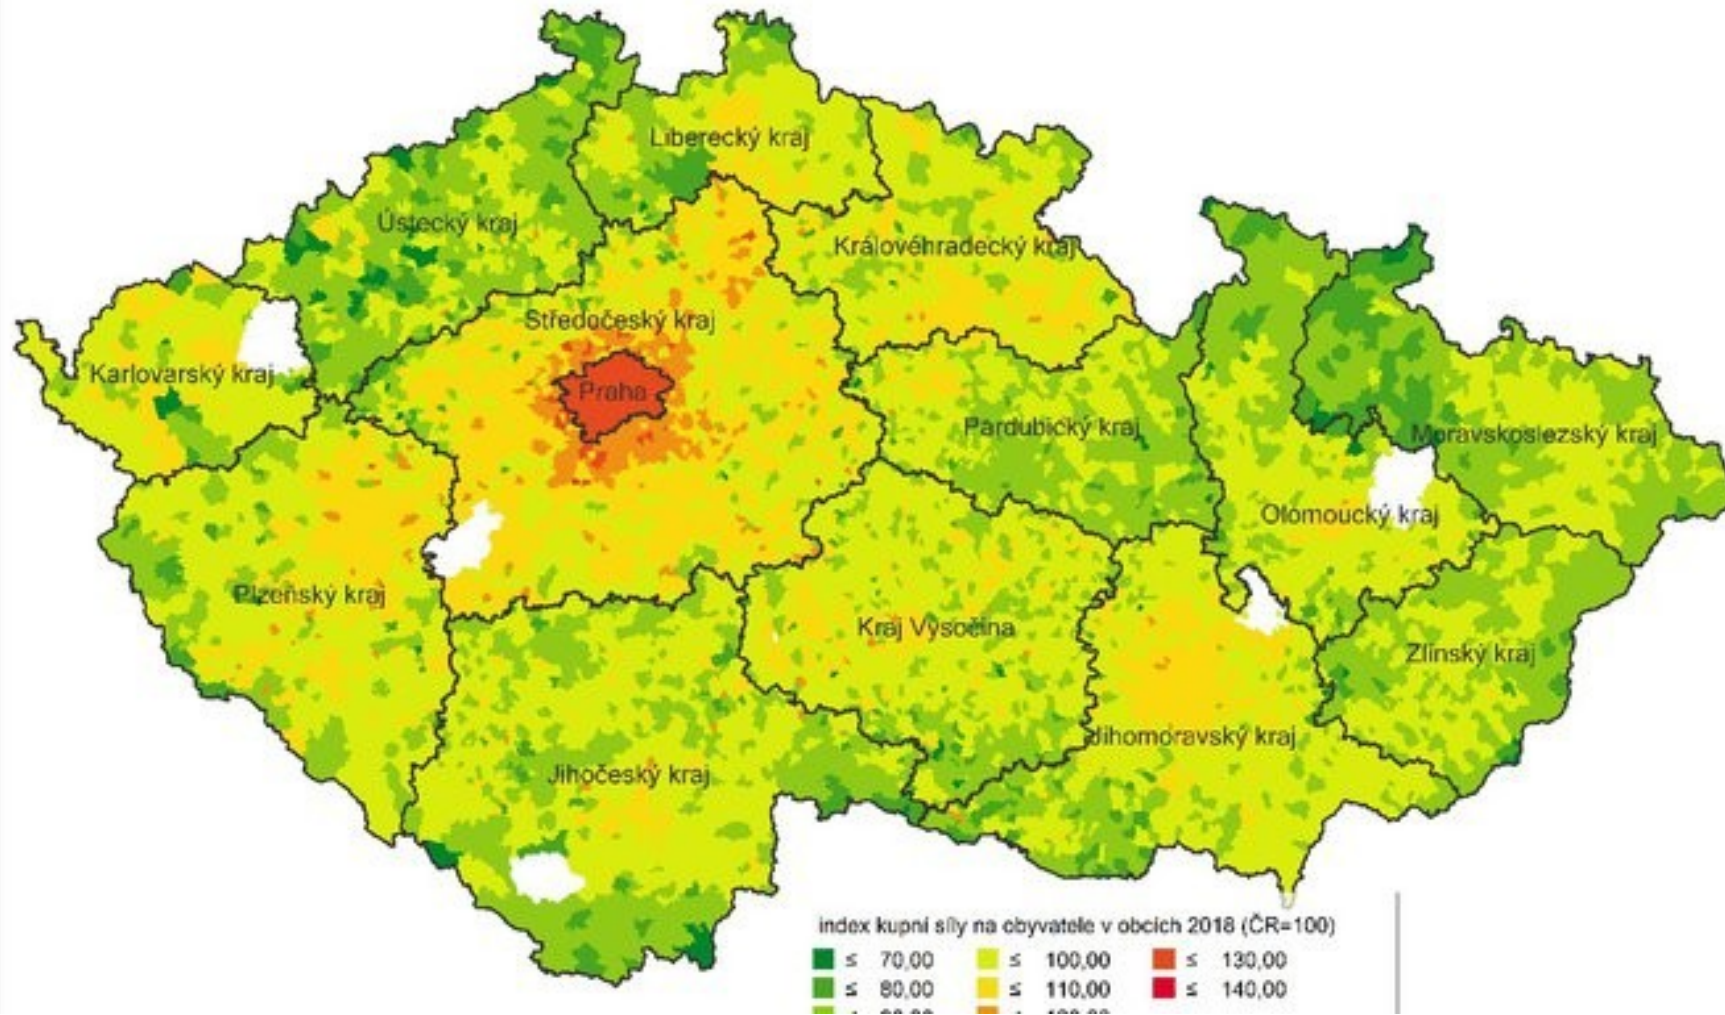 Liberecký kraj
Ústecký kraj
Královéhradecký kraj
Středočeský kraj
Karlovarský kraj
Praha
Pardubický kraj
Moravskoslezský kraj
Olomoucký kraj
Plzeňský kraj
Kraj Vysočina
Zlínský kraj
Jihomoravský kraj
Jihočeský kraj
index kupní síly na obyvatele v obcích 2018 (ČR=100)
≤ 70,00 ≤ 100,00 ≤ 130,00
≤ 80,00 ≤ 110,00 ≤ 140,00